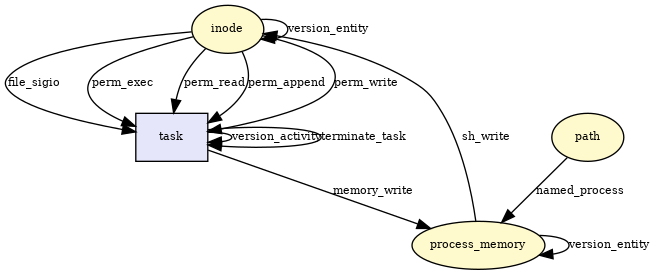 inode
version_entity
file_sigio
perm_exec
perm_read
perm_append
perm_write
task
version_activity
terminate_task
sh_write
path
memory_write
named_process
process_memory
version_entity